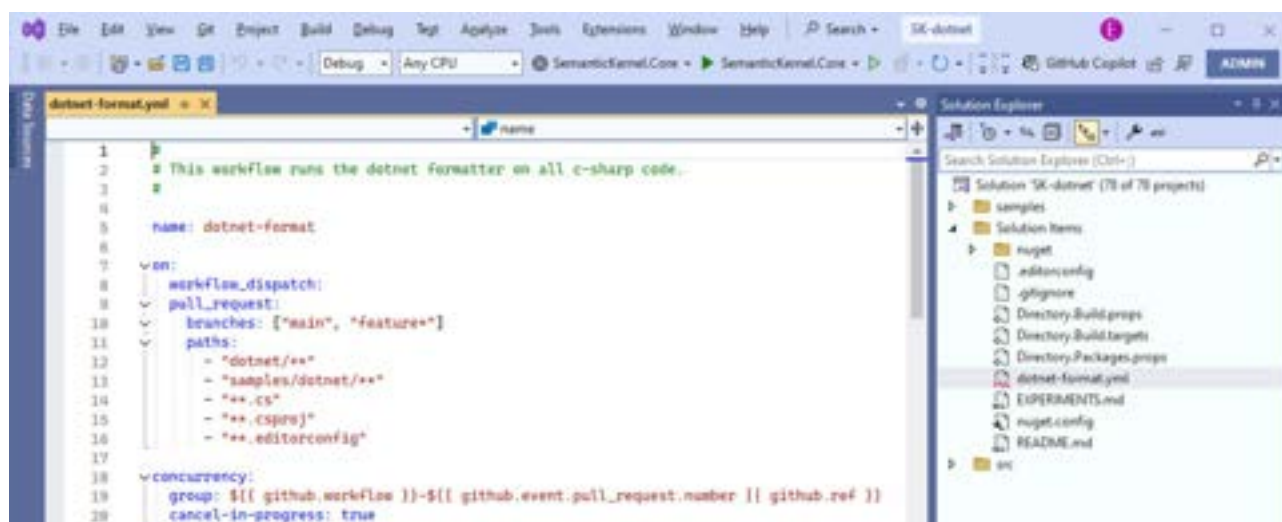 File Edit View Git Project Build Debug Test Analyze Tools Extensions Window Help Search SK-dotnet E
Debug Any CPU SemanticKernel.Core SemanticKernel.Core GitHub Copilot ADMIN
Data Sources
dotnet-format.yml
name
1 #
2 # This workflow runs the dotnet formatter on all c-sharp code.
3 #
4
5 name: dotnet-format
6
7 on:
8 workflow_dispatch:
9 pull_request:
10 branches: ["main", "feature*"]
11 paths:
12 - "dotnet/**"
13 - "samples/dotnet/**"
14 - "**.cs"
15 - "**.csproj"
16 - "**.editorconfig"
17
18 concurrency:
19 group: ${{ github.workflow }}-${{ github.event.pull_request.number || github.ref }}
20 cancel-in-progress: true
Solution Explorer
Search Solution Explorer (Ctrl+;)
Solution 'SK-dotnet' (78 of 78 projects)
samples
Solution Items
nuget
.editorconfig
.gitignore
Directory.Build.props
Directory.Build.targets
Directory.Packages.props
dotnet-format.yml
EXPERIMENTS.md
nuget.config
README.md
src